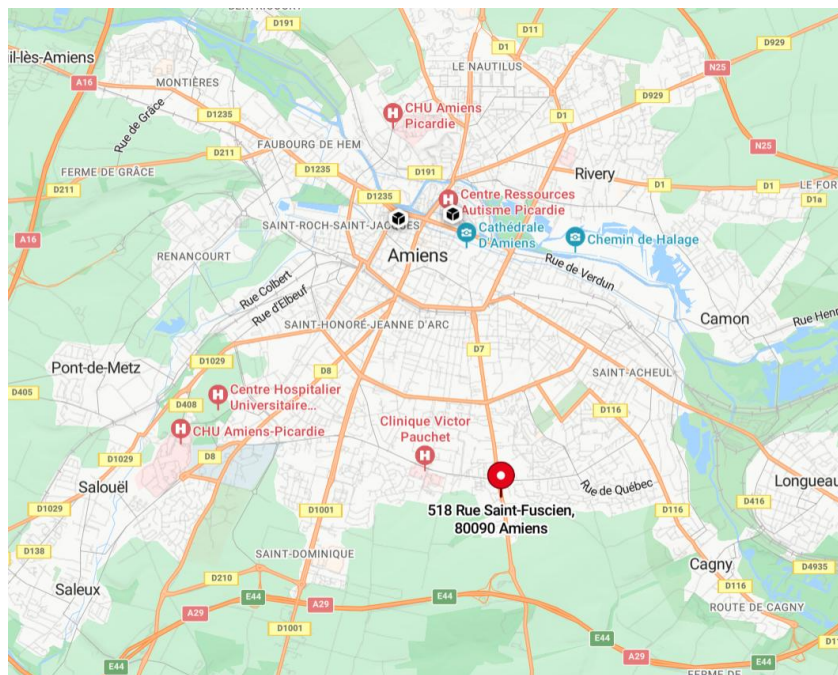 D191
D11
D1
D929
il-lès-Amiens
A16
LE NAUTILUS
N25
MONTIÈRES
D929
CHU Amiens
Picardie
D1235
D1
Rue de Grâce
FAUBOURG DE HEM
N25
D211
D1235
D191
FERME DE GRÂCE
Rivery
D211
D1
D1
LE FOR
D1235
Centre Ressources
Autisme Picardie
D1a
SAINT-ROCH-SAINT-JACQUES
Cathédrale
D'Amiens
A16
Chemin de Halage
RENANCOURT
Amiens
Rue de Verdun
Rue Colbert
Rue d'Elbeuf
SAINT-HONORÉ-JEANNE D'ARC
Camon
Rue Henr
D7
Pont-de-Metz
D1029
D8
SAINT-ACHEUL
D405
Centre Hospitalier
Universitaire...
D408
D116
CHU Amiens-Picardie
Clinique Victor
Pauchet
D1029
D8
Salouël
Rue de Québec
Longueau
D1029
D1001
518 Rue Saint-Fuscien,
80090 Amiens
D116
D416
D138
SAINT-DOMINIQUE
Cagny
D4935
D210
Saleux
D116
E44
A29
E44
ROUTE DE CAGNY
A29
D1001
E44
D11
E44
A29
E44
FERME DE